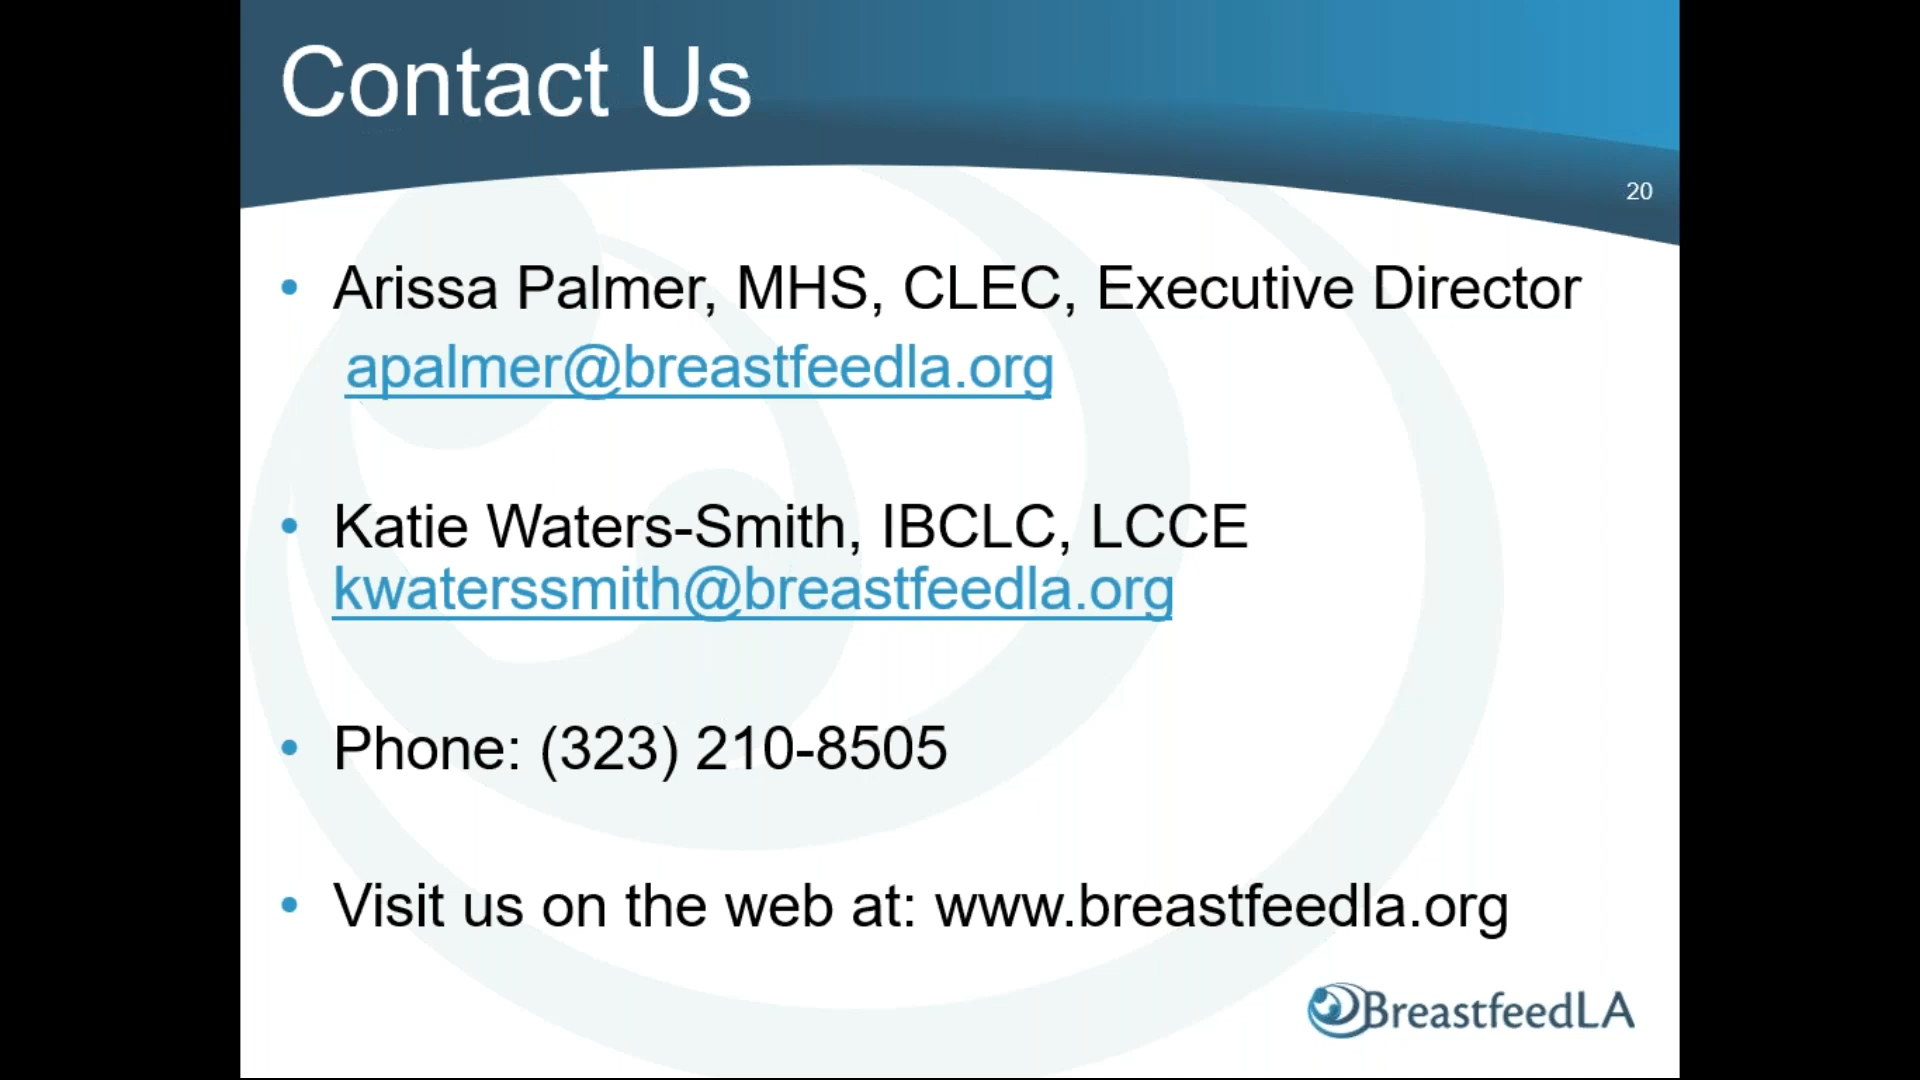 Contact Us
20
• Arissa Palmer, MHS, CLEC, Executive Director
apalmer@breastfeedla.org
• Katie Waters-Smith, IBCLC, LCCE
kwaterssmith@breastfeedla.org
• Phone: (323) 210-8505
• Visit us on the web at: www.breastfeedla.org
BreastfeedLA